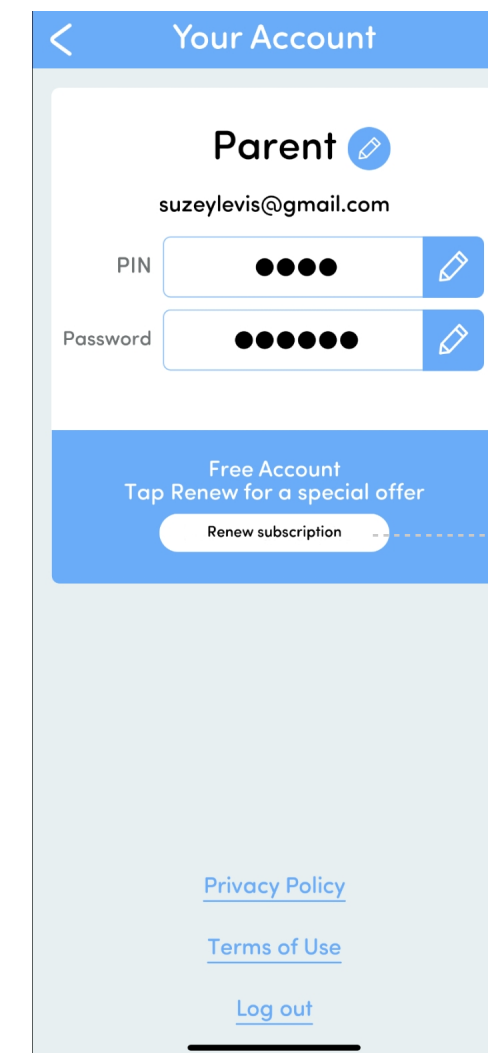 Your Account
Parent
suzeylevis@gmail.com
PIN ●●●●
Password ●●●●●●
Free Account
Tap Renew for a special offer
Renew subscription
Privacy Policy
Terms of Use
Log out